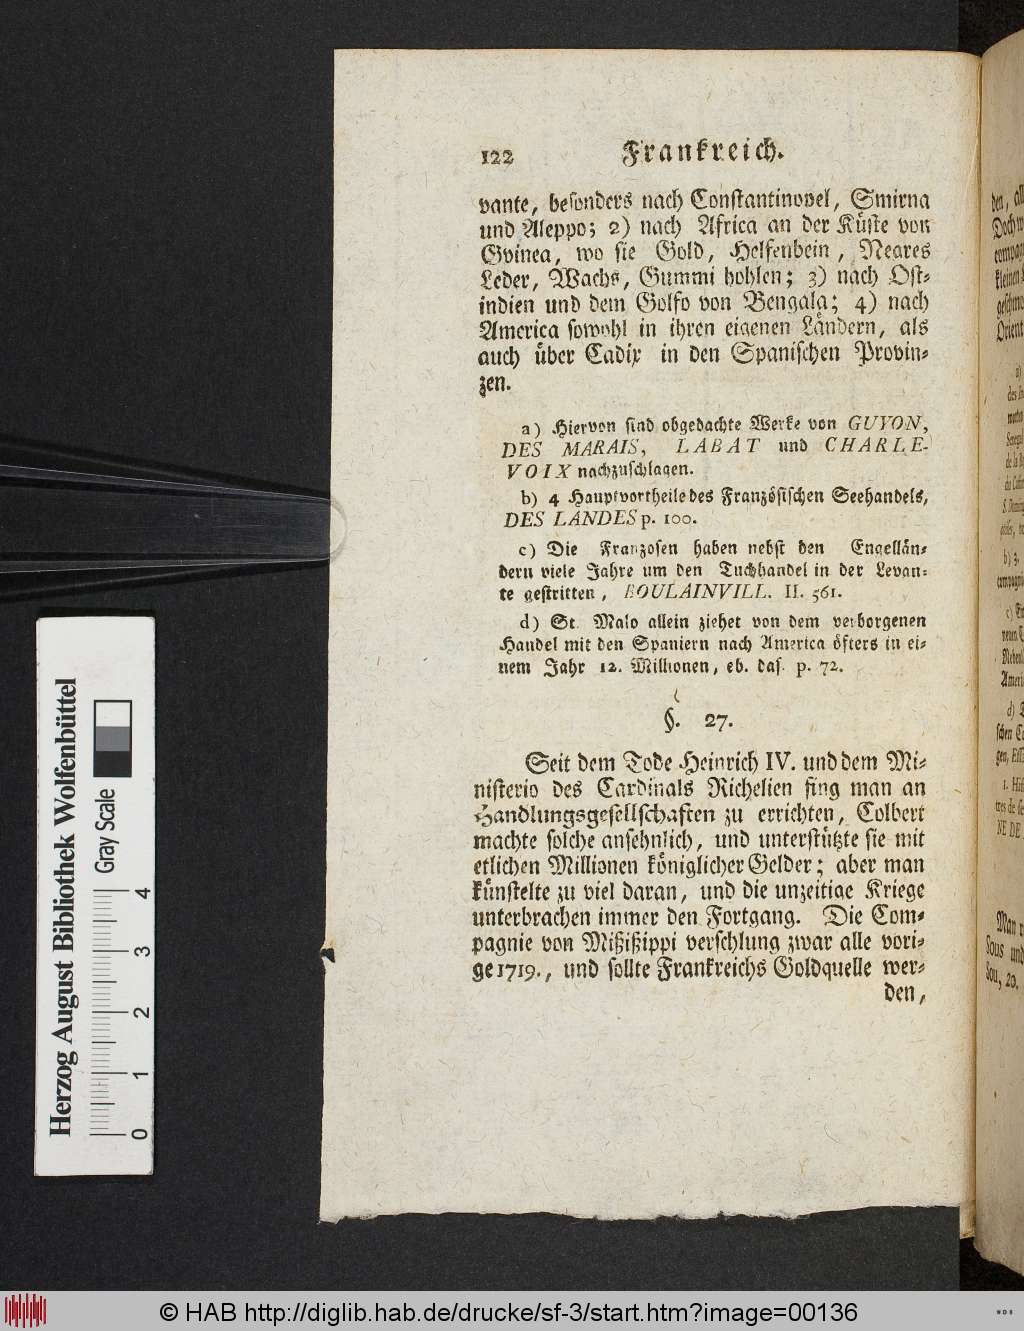 122 Frankreich.
vante, besonders nach Constantinopel, Smirna
und Aleppo; 2) nach Africa an der Küste von
Gvinea, wo sie Gold, Helfenbein, Neares
Leder, Wachs, Gummi hohlen; 3) nach Ost-
indien und dem Golfo von Bengala; 4) nach
America sowohl in ihren eigenen Ländern, als
auch über Cadix in den Spanischen Provin-
zen.
a) Hiervon sind obgedachte Werke von GUYON,
DES MARAIS, LABAT und CHARLE-
VOIX nachzuschlagen.
b) 4 Hauptvortheile des Französischen Seehandels,
DES LANDES p. 100.
c) Die Franzosen haben nebst den Engellän-
dern viele Jahre um den Tuchhandel in der Levan-
te gestritten, BOULAINVILL. II. 561.
d) St. Malo allein ziehet von dem verborgenen
Handel mit den Spaniern nach America öfters in ei-
nem Jahr 12. Millionen, eb. das. p. 72.
§. 27.
Seit dem Tode Heinrich IV. und dem Mi-
nisterio des Cardinals Richelien fing man an
Handlungsgesellschaften zu errichten, Colbert
machte solche ansehnlich, und unterstützte sie mit
etlichen Millionen königlicher Gelder; aber man
künstelte zu viel daran, und die unzeitige Kriege
unterbrachen immer den Fortgang. Die Com-
pagnie von Mißißippi verschlung zwar alle vori-
ge 1719., und sollte Frankreichs Goldquelle wer-
den,
Herzog August Bibliothek Wolfenbüttel
Gray Scale
0 1 2 3 4
© HAB http://diglib.hab.de/drucke/sf-3/start.htm?image=00136